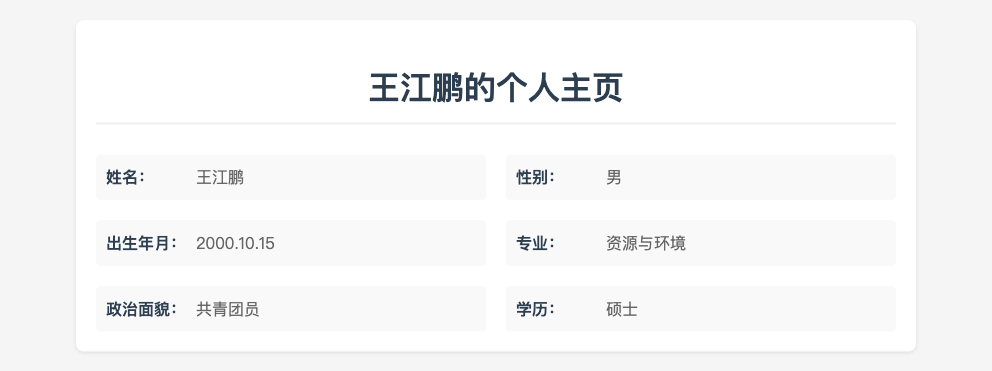 王江鹏的个人主页
姓名: 王江鹏 性别: 男
出生年月: 2000.10.15 专业: 资源与环境
政治面貌: 共青团员 学历: 硕士